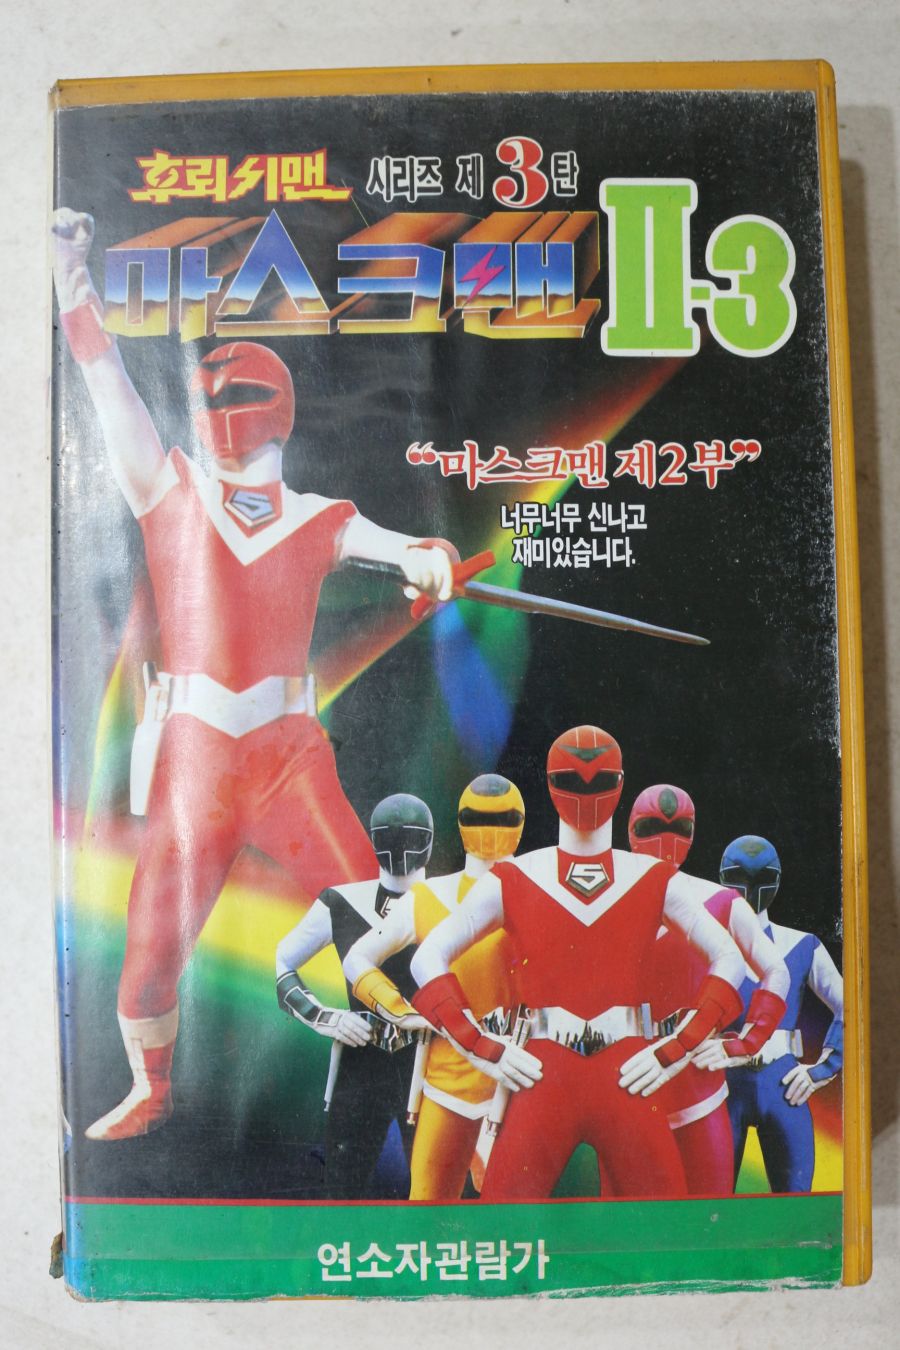 후뢰시맨 시리즈 제3탄
마스크맨 II-3
“마스크맨 제2부”
너무너무 신나고
재미있습니다.
5
5
연소자관람가